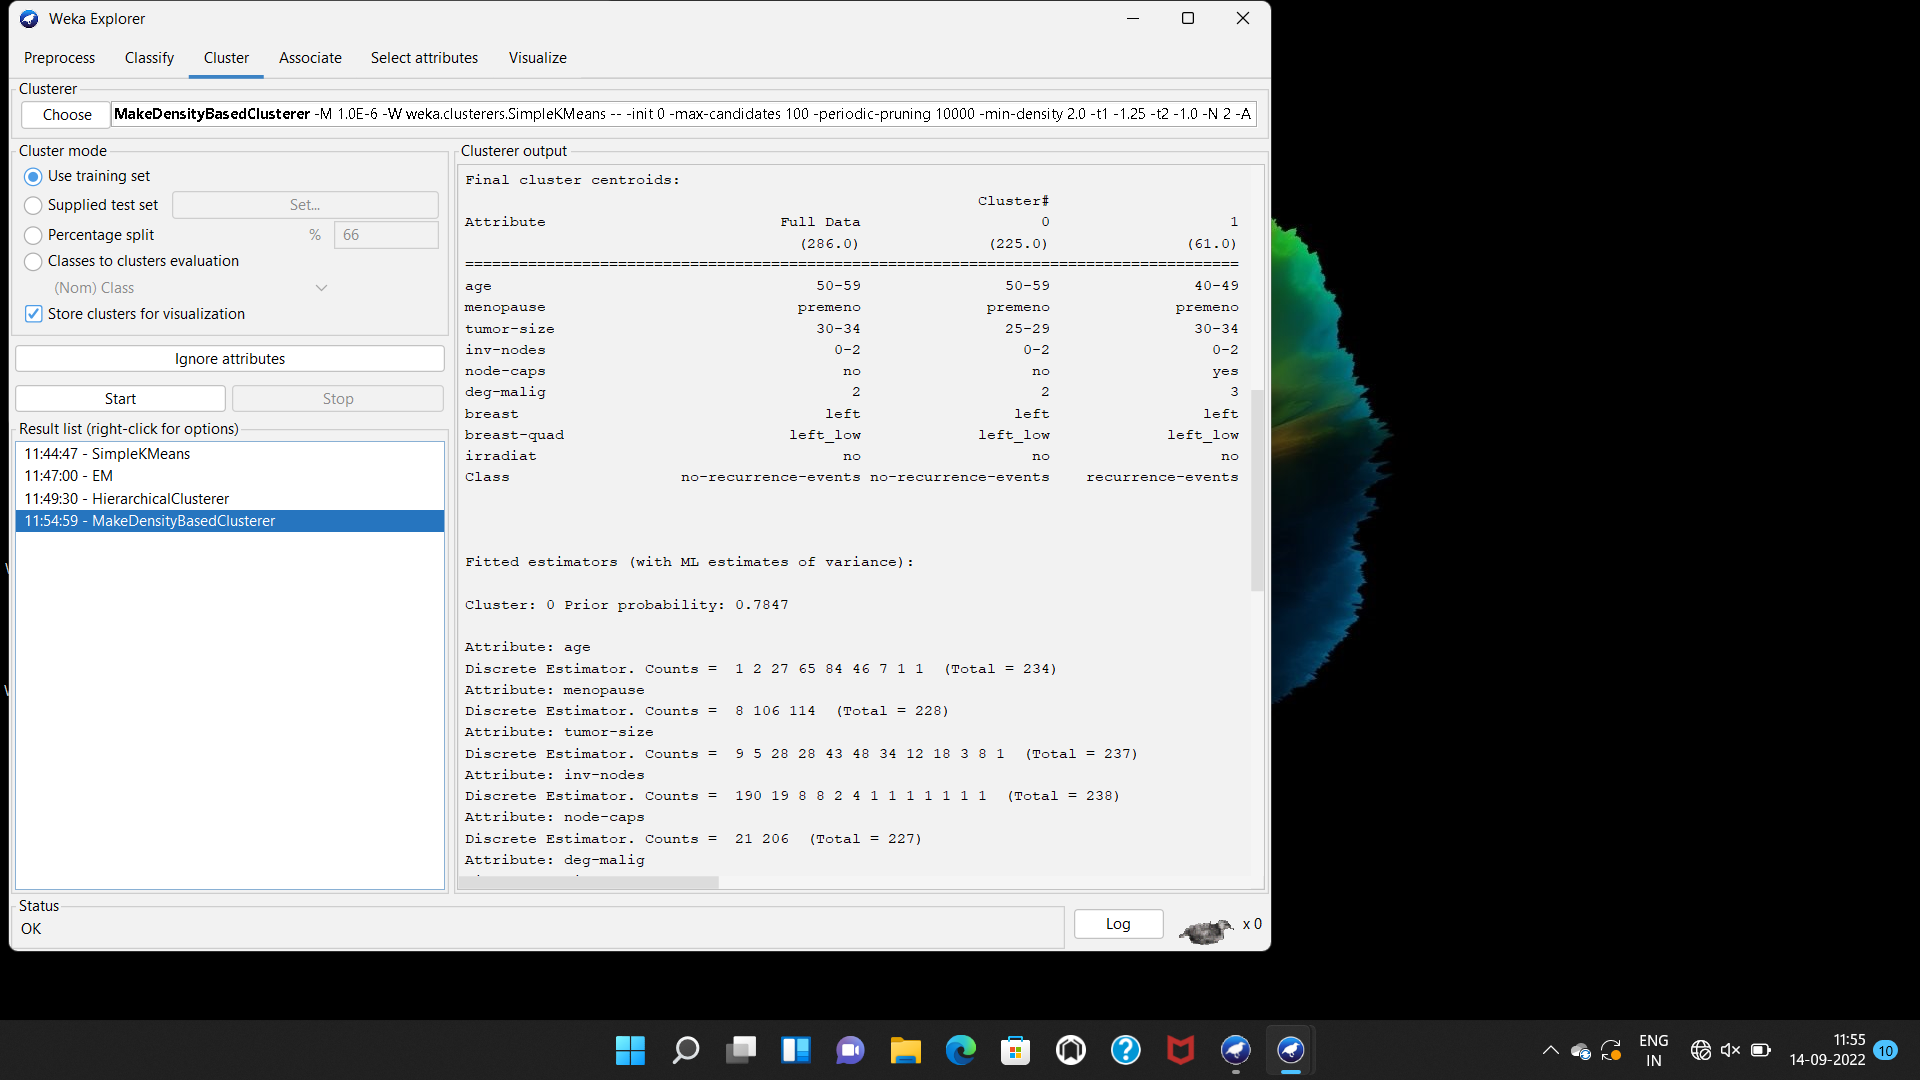 Weka Explorer
Preprocess Classify Cluster Associate Select attributes Visualize
Clusterer
Choose MakeDensityBasedClusterer -M 1.0E-6 -W weka.clusterers.SimpleKMeans -- -init 0 -max-candidates 100 -periodic-pruning 10000 -min-density 2.0 -t1 -1.25 -t2 -1.0 -N 2 -A
Cluster mode
Use training set
Supplied test set Set...
Percentage split % 66
Classes to clusters evaluation
(Nom) Class
Store clusters for visualization
Ignore attributes
Start Stop
Result list (right-click for options)
11:44:47 - SimpleKMeans
11:47:00 - EM
11:49:30 - HierarchicalClusterer
11:54:59 - MakeDensityBasedClusterer
Clusterer output
Final cluster centroids:
Cluster#
Attribute Full Data 0 1
(286.0) (225.0) (61.0)
======================================================================================
age 50-59 50-59 40-49
menopause premeno premeno premeno
tumor-size 30-34 25-29 30-34
inv-nodes 0-2 0-2 0-2
node-caps no no yes
deg-malig 2 2 3
breast left left left
breast-quad left_low left_low left_low
irradiat no no no
Class no-recurrence-events no-recurrence-events recurrence-events
Fitted estimators (with ML estimates of variance):
Cluster: 0 Prior probability: 0.7847
Attribute: age
Discrete Estimator. Counts = 1 2 27 65 84 46 7 1 1 (Total = 234)
Attribute: menopause
Discrete Estimator. Counts = 8 106 114 (Total = 228)
Attribute: tumor-size
Discrete Estimator. Counts = 9 5 28 28 43 48 34 12 18 3 8 1 (Total = 237)
Attribute: inv-nodes
Discrete Estimator. Counts = 190 19 8 8 2 4 1 1 1 1 1 1 1 (Total = 238)
Attribute: node-caps
Discrete Estimator. Counts = 21 206 (Total = 227)
Attribute: deg-malig
Status
OK
Log x 0
ENG
IN
11:55
14-09-2022
10